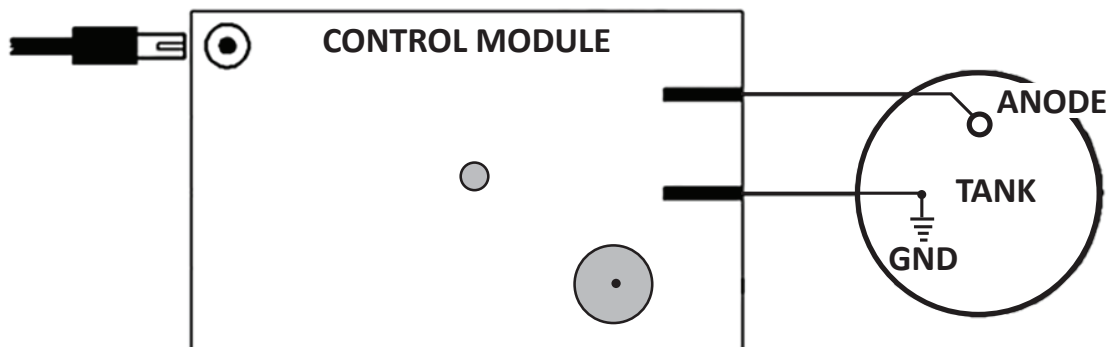 CONTROL MODULE
ANODE
TANK
GND